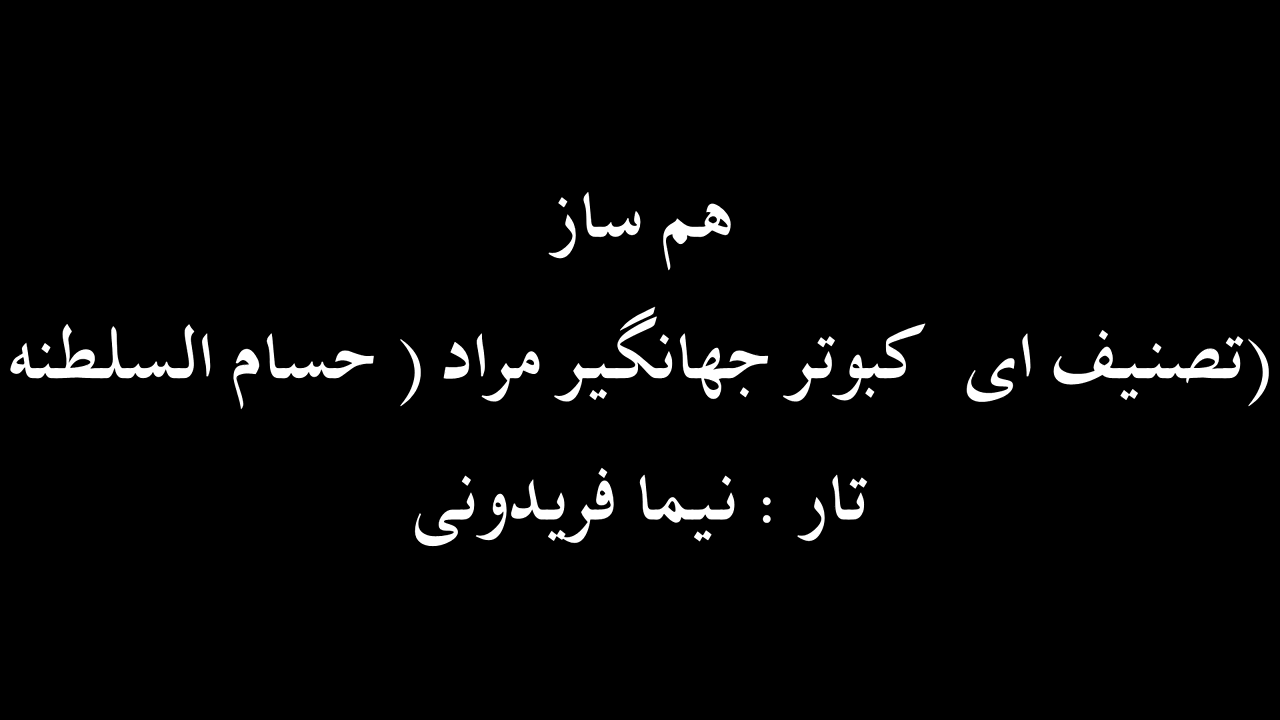 هم ساز
(تصنیف ای کبوتر جهانگیر مراد ( حسام السلطنه
تار : نیما فریدونی